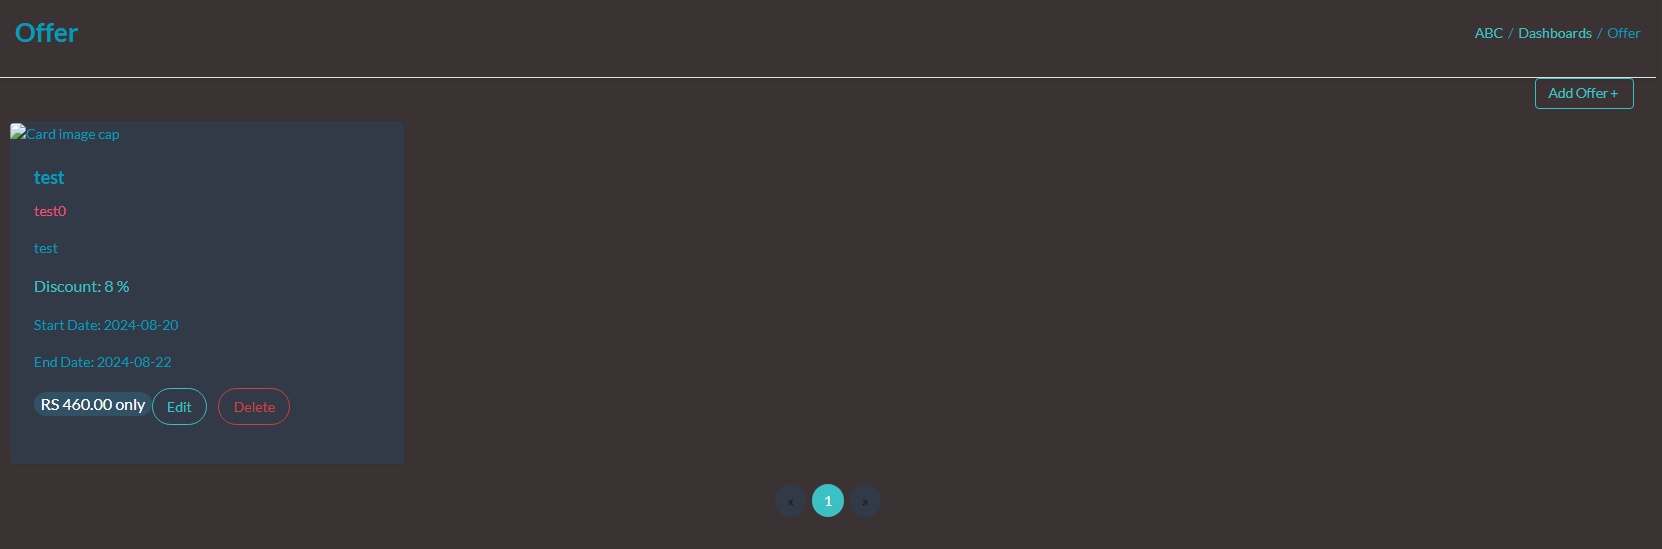 Offer
ABC / Dashboards / Offer
Add Offer +
Card image cap
test
test0
test
Discount: 8 %
Start Date: 2024-08-20
End Date: 2024-08-22
RS 460.00 only Edit Delete
« 1 »